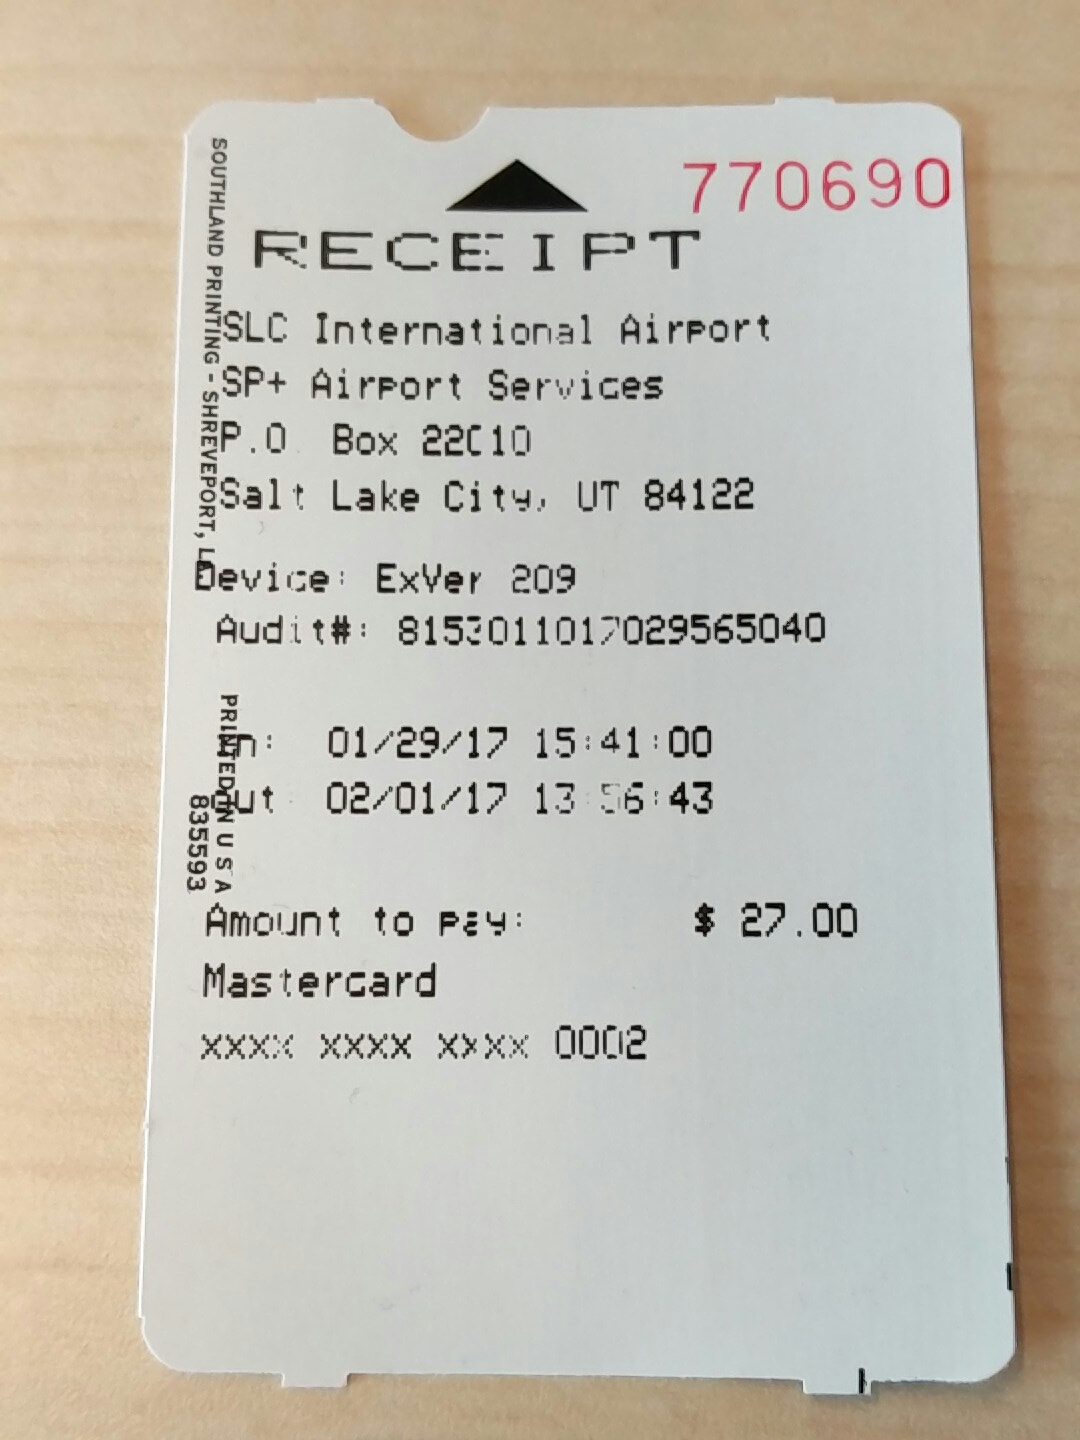 770690
RECEIPT
SLC International Airport
SP+ Airport Services
P.O. Box 22010
Salt Lake City, UT 84122
Device: ExVer 209
Audit#: 8153011017029565040
In: 01/29/17 15:41:00
Out: 02/01/17 13:56:43
Amount to pay: $ 27.00
Mastercard
xxxx xxxx xxxx 0002
SOUTHLAND PRINTING - SHREVEPORT, LA
PRINTED IN U S A
835593